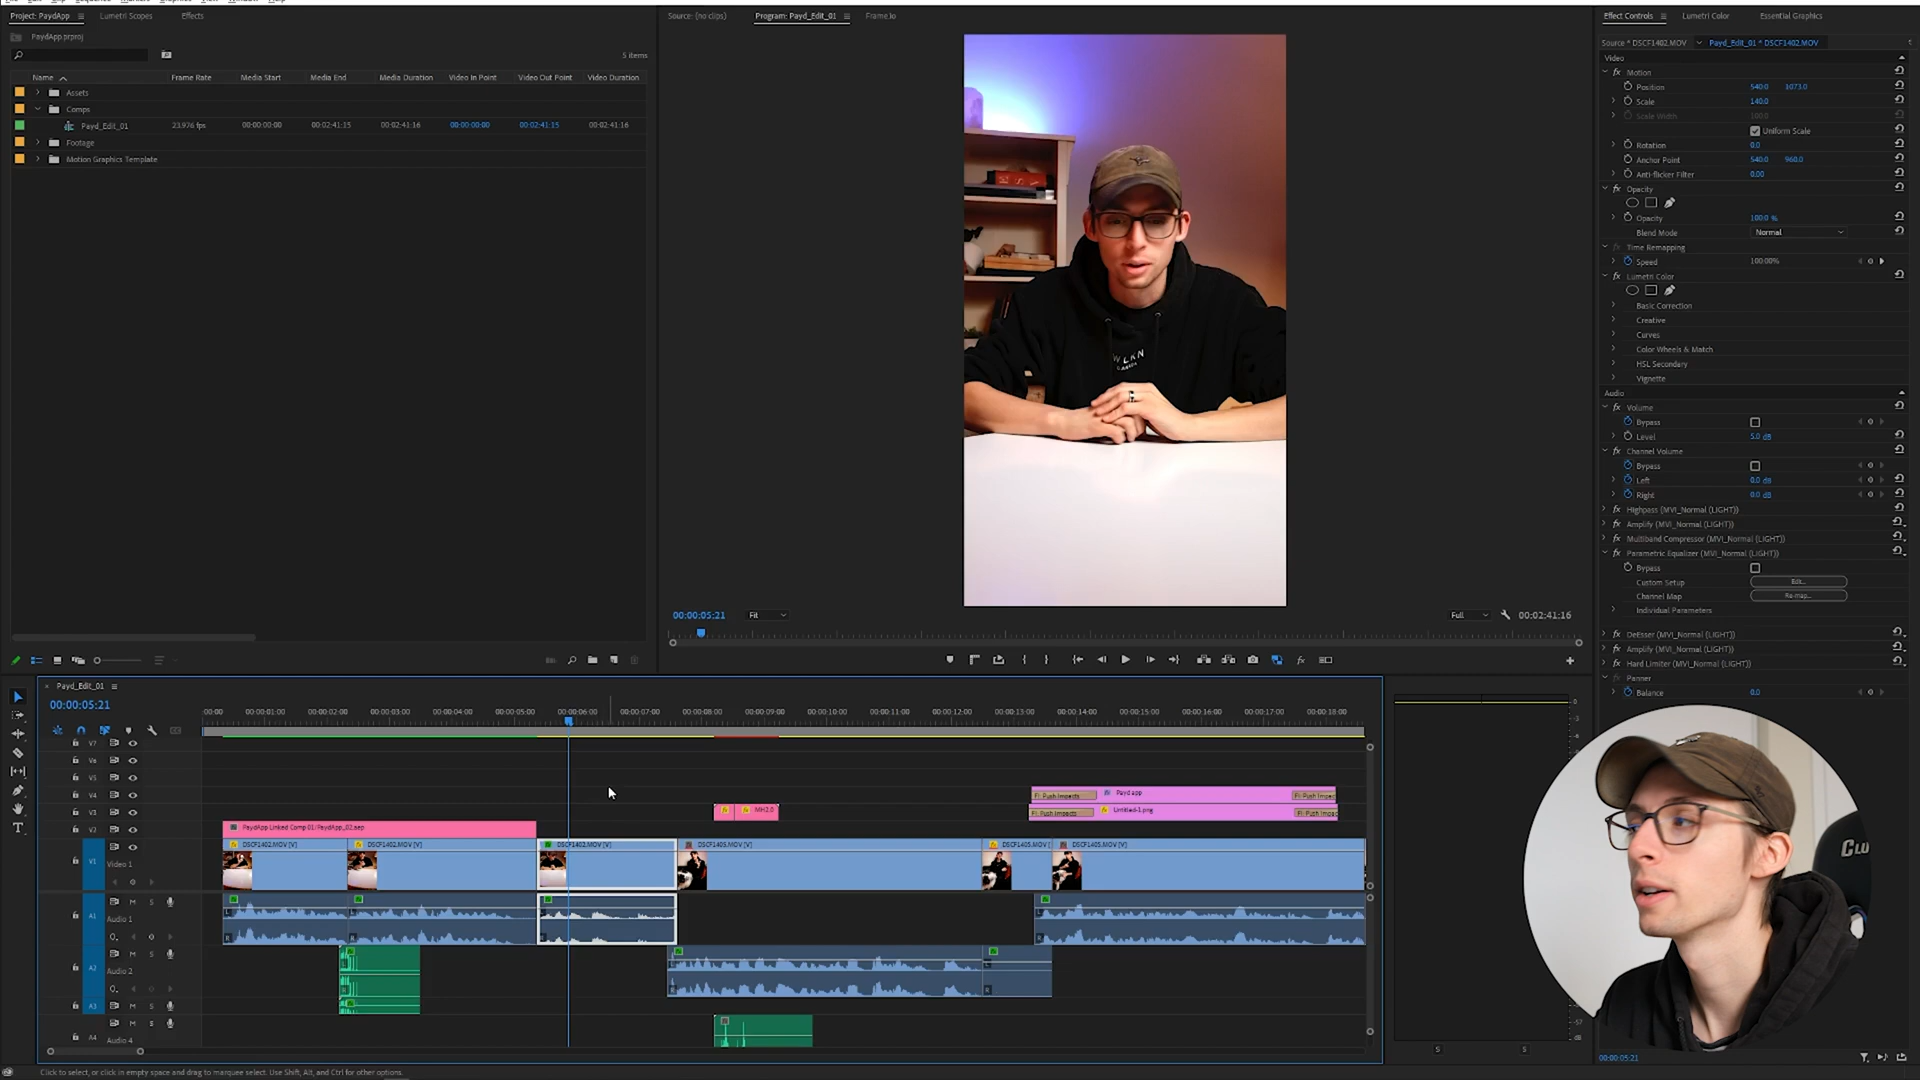 Project: PaydApp
Lumetri Scopes
Effects
PaydApp.prproj
5 items
Name
Frame Rate
Media Start
Media End
Media Duration
Video In Point
Video Out Point
Video Duration
Assets
Comps
Payd_Edit_01
23.976 fps
00:00:00:00
00:02:41:15
00:02:41:16
00:00:00:00
00:02:41:15
00:02:41:16
Footage
Motion Graphics Template
Source: (no clips)
Program: Payd_Edit_01
Frame.io
00:00:05:21
Fit
Full
00:02:41:16
Effect Controls
Lumetri Color
Essential Graphics
Source * DSCF1402.MOV
Payd_Edit_01 * DSCF1402.MOV
Video
fx Motion
Position 540.0 1073.0
Scale 140.0
Scale Width 100.0
Uniform Scale
Rotation 0.0
Anchor Point 540.0 960.0
Anti-flicker Filter 0.00
fx Opacity
Opacity 100.0 %
Blend Mode Normal
Time Remapping
Speed 100.00%
fx Lumetri Color
Basic Correction
Creative
Curves
Color Wheels & Match
HSL Secondary
Vignette
Audio
fx Volume
Bypass
Level 5.0 dB
fx Channel Volume
Bypass
Left 0.0 dB
Right 0.0 dB
fx Highpass (MVI_Normal (LIGHT))
fx Amplify (MVI_Normal (LIGHT))
fx Multiband Compressor (MVI_Normal (LIGHT))
fx Parametric Equalizer (MVI_Normal (LIGHT))
Bypass
Custom Setup Edit...
Channel Map Re-map...
Individual Parameters
fx DeEsser (MVI_Normal (LIGHT))
fx Amplify (MVI_Normal (LIGHT))
fx Hard Limiter (MVI_Normal (LIGHT))
Panner
Balance 0.0
00:00:05:21
Payd_Edit_01
00:00:05:21
00:00
00:00:01:00
00:00:02:00
00:00:03:00
00:00:04:00
00:00:05:00
00:00:06:00
00:00:07:00
00:00:08:00
00:00:09:00
00:00:10:00
00:00:11:00
00:00:12:00
00:00:13:00
00:00:14:00
00:00:15:00
00:00:16:00
00:00:17:00
00:00:18:00
V7
V6
V5
V4
FI: Push Impacts
Payd app
V3
MH2.0
FI: Push Impacts
Untitled-1.png
V2
PaydApp Linked Comp 01/PaydApp_02.aep
V1
Video 1
DSCF1402.MOV [V]
DSCF1402.MOV [V]
DSCF1402.MOV [V]
DSCF1405.MOV [V]
DSCF1405.MOV [
DSCF1405.MOV [V]
A1
M S
Audio 1
A2
M S
Audio 2
A3
M S
M S
A4
Audio 4
S
S
Click to select, or click in empty space and drag to marquee select. Use Shift, Alt, and Ctrl for other options.